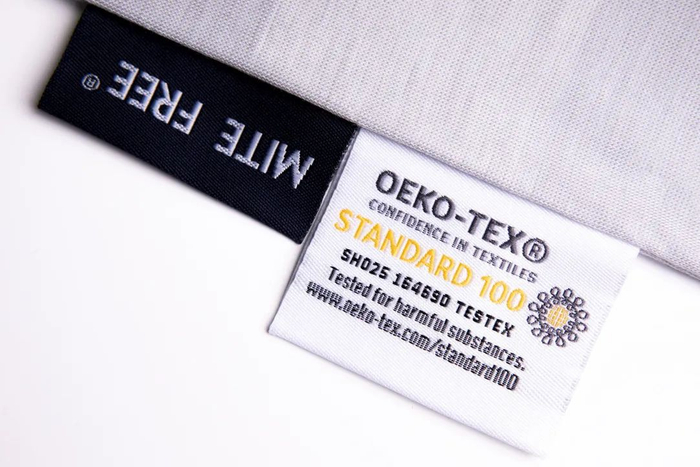 MITE FREE®
OEKO-TEX®
CONFIDENCE IN TEXTILES
STANDARD 100
SH025 164690 TESTEX
Tested for harmful substances.
www.oeko-tex.com/standard100